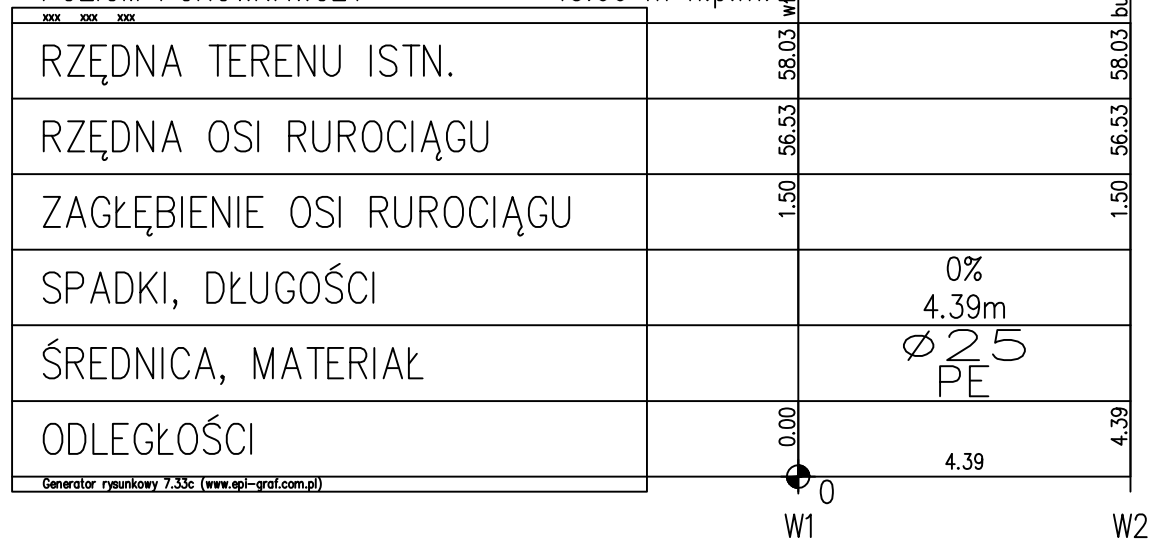 xxx xxx xxx
RZĘDNA TERENU ISTN. 58.03 58.03
RZĘDNA OSI RUROCIĄGU 56.53 56.53
ZAGŁĘBIENIE OSI RUROCIĄGU 1.50 1.50
SPADKI, DŁUGOŚCI 0%
4.39m
ŚREDNICA, MATERIAŁ ⌀25
PE
ODLEGŁOŚCI 0.00 4.39 4.39
Generator rysunkowy 7.33c (www.epi-graf.com.pl)
0
W1 W2